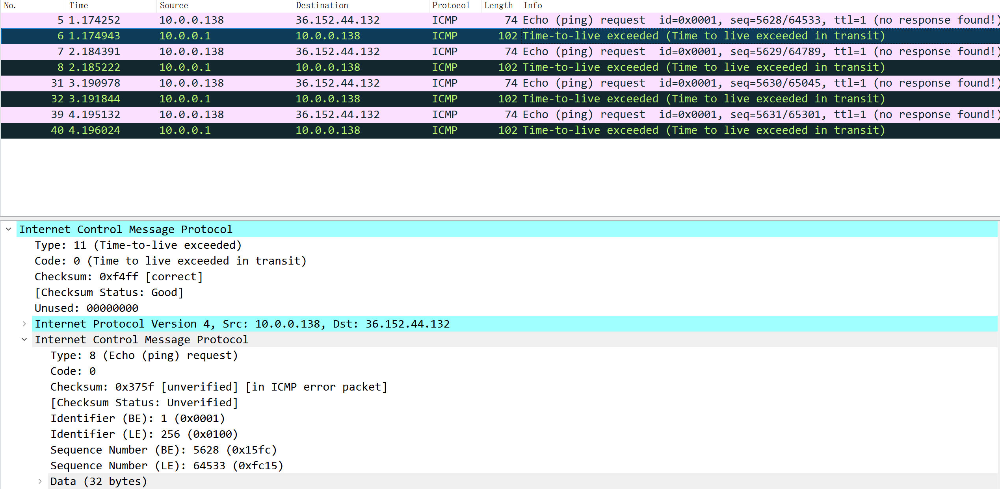 No. Time Source Destination Protocol Length Info
5 1.174252 10.0.0.138 36.152.44.132 ICMP 74 Echo (ping) request id=0x0001, seq=5628/64533, ttl=1 (no response found!)
6 1.174943 10.0.0.1 10.0.0.138 ICMP 102 Time-to-live exceeded (Time to live exceeded in transit)
7 2.184391 10.0.0.138 36.152.44.132 ICMP 74 Echo (ping) request id=0x0001, seq=5629/64789, ttl=1 (no response found!)
8 2.185222 10.0.0.1 10.0.0.138 ICMP 102 Time-to-live exceeded (Time to live exceeded in transit)
31 3.190978 10.0.0.138 36.152.44.132 ICMP 74 Echo (ping) request id=0x0001, seq=5630/65045, ttl=1 (no response found!)
32 3.191844 10.0.0.1 10.0.0.138 ICMP 102 Time-to-live exceeded (Time to live exceeded in transit)
39 4.195132 10.0.0.138 36.152.44.132 ICMP 74 Echo (ping) request id=0x0001, seq=5631/65301, ttl=1 (no response found!)
40 4.196024 10.0.0.1 10.0.0.138 ICMP 102 Time-to-live exceeded (Time to live exceeded in transit)
Internet Control Message Protocol
Type: 11 (Time-to-live exceeded)
Code: 0 (Time to live exceeded in transit)
Checksum: 0xf4ff [correct]
[Checksum Status: Good]
Unused: 00000000
Internet Protocol Version 4, Src: 10.0.0.138, Dst: 36.152.44.132
Internet Control Message Protocol
Type: 8 (Echo (ping) request)
Code: 0
Checksum: 0x375f [unverified] [in ICMP error packet]
[Checksum Status: Unverified]
Identifier (BE): 1 (0x0001)
Identifier (LE): 256 (0x0100)
Sequence Number (BE): 5628 (0x15fc)
Sequence Number (LE): 64533 (0xfc15)
Data (32 bytes)